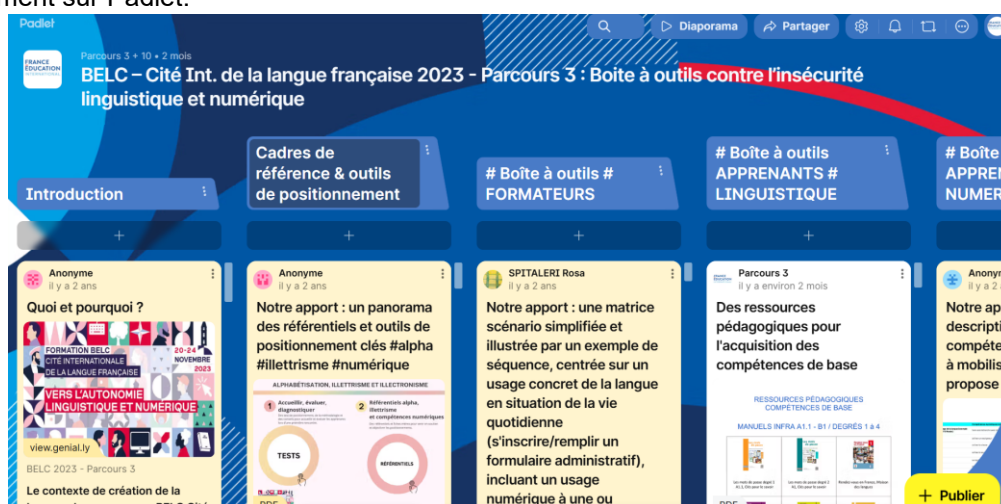 ment sur Padlet.
Padlet
Diaporama
Partager
FRANCE
ÉDUCATION
INTERNATIONAL
Parcours 3 + 10 • 2 mois
BELC – Cité Int. de la langue française 2023 - Parcours 3 : Boite à outils contre l'insécurité
linguistique et numérique
Introduction
Cadres de
référence & outils
de positionnement
# Boîte à outils #
FORMATEURS
# Boîte à outils
APPRENANTS #
LINGUISTIQUE
# Boîte
APPREN
NUMER
Anonyme
il y a 2 ans
Quoi et pourquoi ?
FORMATION BELC
CITÉ INTERNATIONALE
DE LA LANGUE FRANÇAISE
20-24
NOVEMBRE
2023
VERS L'AUTONOMIE
LINGUISTIQUE ET NUMÉRIQUE
view.genial.ly
BELC 2023 - Parcours 3
Le contexte de création de la
Anonyme
il y a 2 ans
Notre apport : un panorama
des référentiels et outils de
positionnement clés #alpha
#illettrisme #numérique
ALPHABÉTISATION, ILLETTRISME ET ILLECTRONISME
1 Accueillir, évaluer,
diagnostiquer
2 Référentiels alpha,
illettrisme
et compétences numériques
TESTS
RÉFÉRENTIELS
PDF
SPITALERI Rosa
il y a 2 ans
Notre apport : une matrice
scénario simplifiée et
illustrée par un exemple de
séquence, centrée sur un
usage concret de la langue
en situation de la vie
quotidienne
(s'inscrire/remplir un
formulaire administratif),
incluant un usage
numérique à une ou
Parcours 3
il y a environ 2 mois
Des ressources
pédagogiques pour
l'acquisition des
compétences de base
RESSOURCES PÉDAGOGIQUES
COMPÉTENCES DE BASE
MANUELS INFRA A1.1 - B1 / DEGRÉS 1 à 4
PDF
Anonym
il y a 2
Notre ap
descripti
compéte
à mobilis
propose
+ Publier